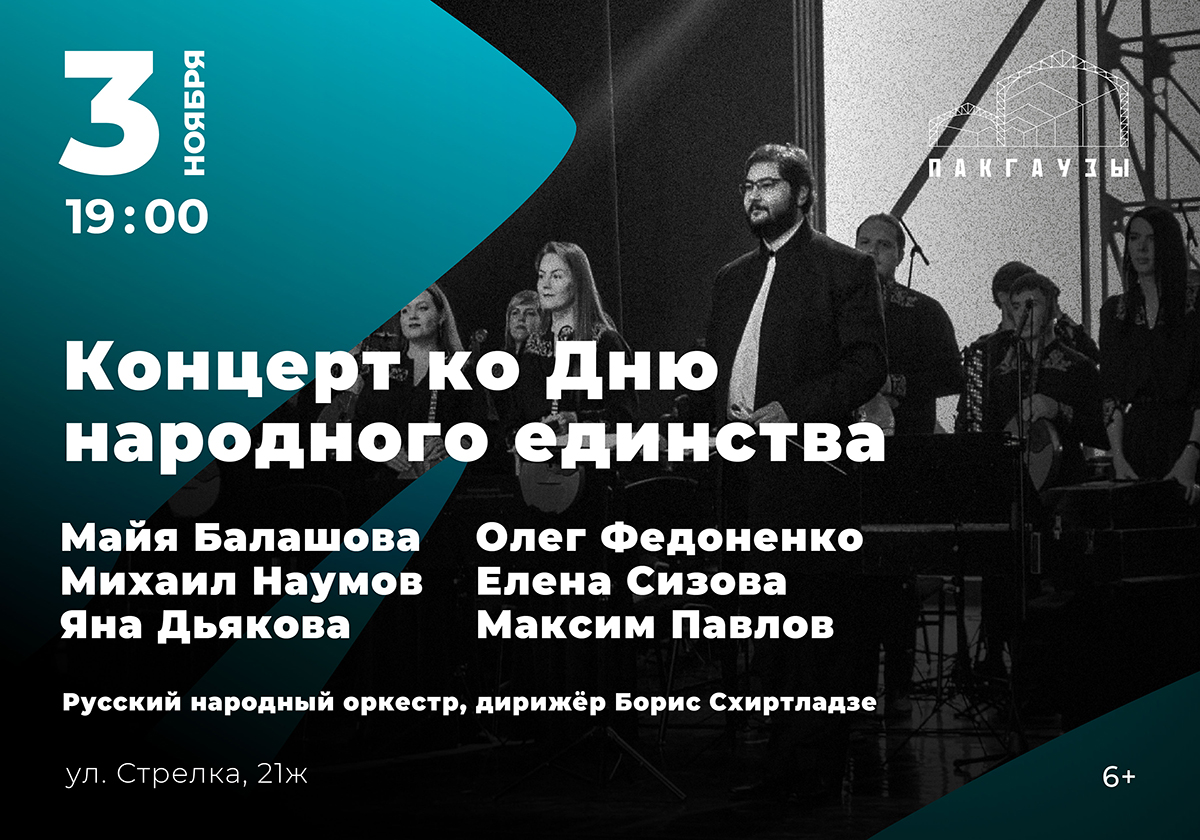 3
НОЯБРЯ
19:00
ПАКГАУЗЫ
Концерт ко Дню
народного единства
Майя Балашова
Михаил Наумов
Яна Дьякова
Олег Федоненко
Елена Сизова
Максим Павлов
Русский народный оркестр, дирижёр Борис Схиртладзе
ул. Стрелка, 21ж
6+